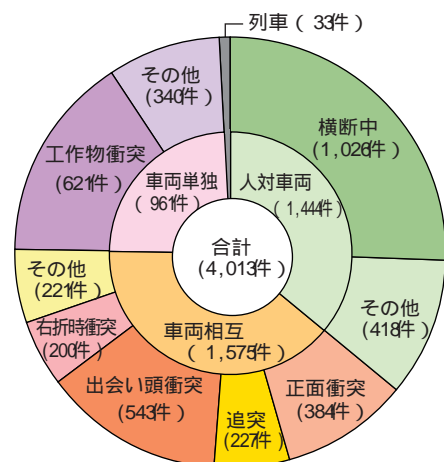 列車（33件）
その他
（340件）
横断中
（1,026件）
工作物衝突
（621件）
車両単独
（961件）
人対車両
（1,444件）
合計
（4,013件）
その他
（221件）
その他
（418件）
右折時衝突
（200件）
車両相互
（1,575件）
出会い頭衝突
（543件）
追突
（227件）
正面衝突
（384件）